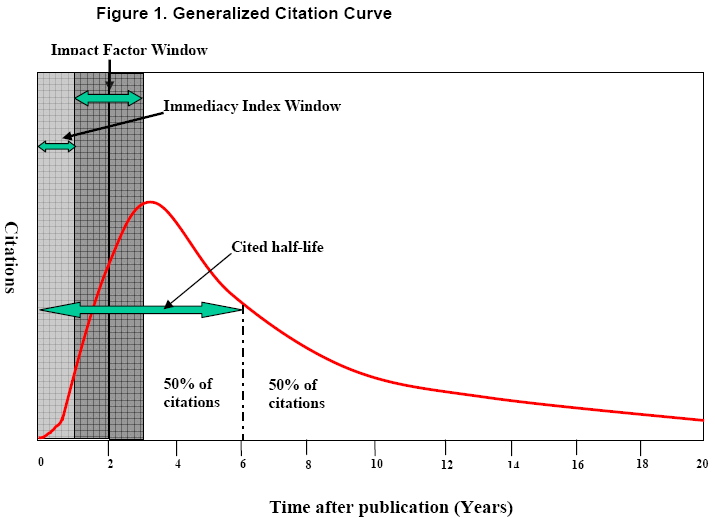 Figure 1. Generalized Citation Curve
Impact Factor Window
Immediacy Index Window
Citations
Cited half-life
50% of
citations
50% of
citations
0 2 4 6 8 10 12 14 16 18 20
Time after publication (Years)